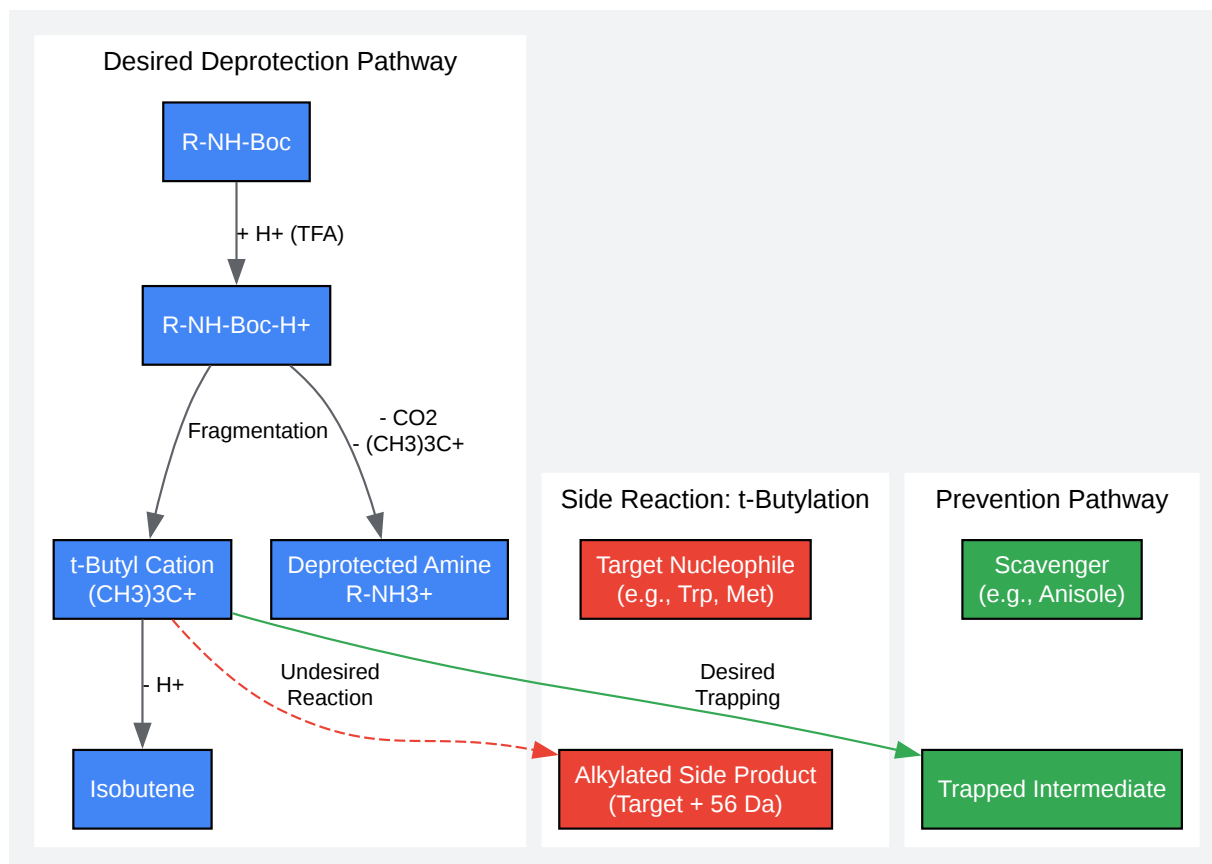 Desired Deprotection Pathway
R-NH-Boc
+ H+ (TFA)
R-NH-Boc-H+
Fragmentation
- CO2
- (CH3)3C+
t-Butyl Cation
(CH3)3C+
Deprotected Amine
R-NH3+
- H+
Isobutene
Undesired
Reaction
Side Reaction: t-Butylation
Target Nucleophile
(e.g., Trp, Met)
Desired
Trapping
Alkylated Side Product
(Target + 56 Da)
Prevention Pathway
Scavenger
(e.g., Anisole)
Trapped Intermediate